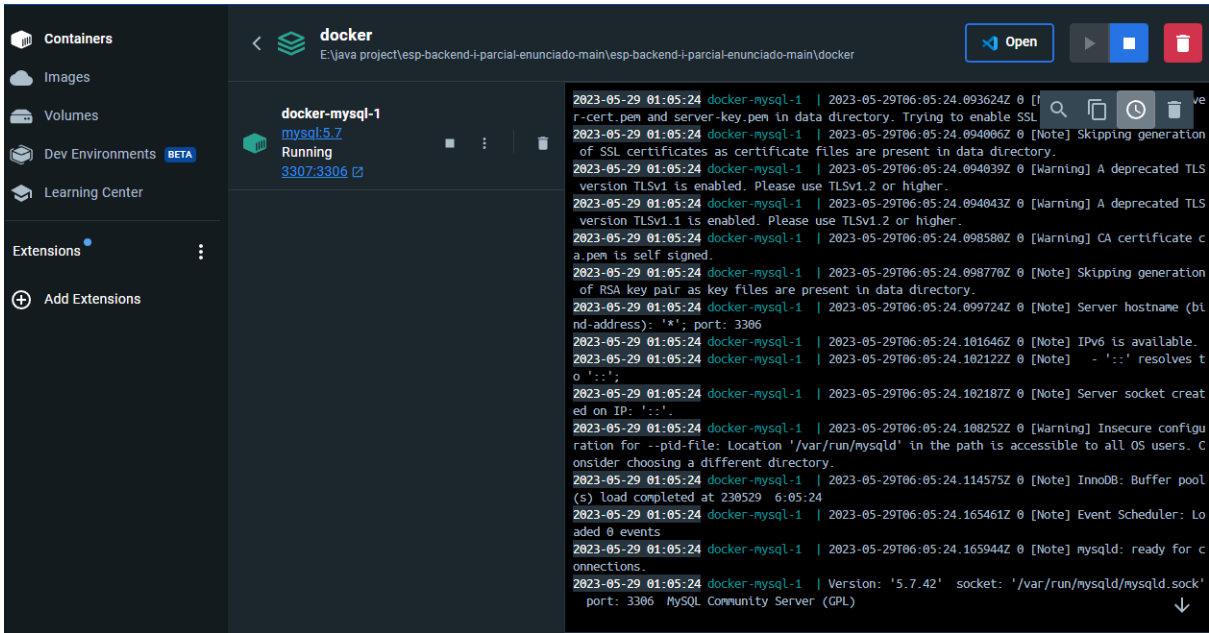 Containers
Images
Volumes
Dev Environments BETA
Learning Center
Extensions
Add Extensions
docker
E:\java project\esp-backend-i-parcial-enunciado-main\esp-backend-i-parcial-enunciado-main\docker
Open
docker-mysql-1
mysql:5.7
Running
3307:3306
2023-05-29 01:05:24 docker-mysql-1 | 2023-05-29T06:05:24.093624Z 0 [N ve
r-cert.pem and server-key.pem in data directory. Trying to enable SSL
2023-05-29 01:05:24 docker-mysql-1 | 2023-05-29T06:05:24.094006Z 0 [Note] Skipping generation
of SSL certificates as certificate files are present in data directory.
2023-05-29 01:05:24 docker-mysql-1 | 2023-05-29T06:05:24.094039Z 0 [Warning] A deprecated TLS
version TLSv1 is enabled. Please use TLSv1.2 or higher.
2023-05-29 01:05:24 docker-mysql-1 | 2023-05-29T06:05:24.094043Z 0 [Warning] A deprecated TLS
version TLSv1.1 is enabled. Please use TLSv1.2 or higher.
2023-05-29 01:05:24 docker-mysql-1 | 2023-05-29T06:05:24.098580Z 0 [Warning] CA certificate c
a.pem is self signed.
2023-05-29 01:05:24 docker-mysql-1 | 2023-05-29T06:05:24.098770Z 0 [Note] Skipping generation
of RSA key pair as key files are present in data directory.
2023-05-29 01:05:24 docker-mysql-1 | 2023-05-29T06:05:24.099724Z 0 [Note] Server hostname (bi
nd-address): '*'; port: 3306
2023-05-29 01:05:24 docker-mysql-1 | 2023-05-29T06:05:24.101646Z 0 [Note] IPv6 is available.
2023-05-29 01:05:24 docker-mysql-1 | 2023-05-29T06:05:24.102122Z 0 [Note]   - '::' resolves t
o '::';
2023-05-29 01:05:24 docker-mysql-1 | 2023-05-29T06:05:24.102187Z 0 [Note] Server socket creat
ed on IP: '::'.
2023-05-29 01:05:24 docker-mysql-1 | 2023-05-29T06:05:24.108252Z 0 [Warning] Insecure configu
ration for --pid-file: Location '/var/run/mysqld' in the path is accessible to all OS users. C
onsider choosing a different directory.
2023-05-29 01:05:24 docker-mysql-1 | 2023-05-29T06:05:24.114575Z 0 [Note] InnoDB: Buffer pool
(s) load completed at 230529  6:05:24
2023-05-29 01:05:24 docker-mysql-1 | 2023-05-29T06:05:24.165461Z 0 [Note] Event Scheduler: Lo
aded 0 events
2023-05-29 01:05:24 docker-mysql-1 | 2023-05-29T06:05:24.165944Z 0 [Note] mysqld: ready for c
onnections.
2023-05-29 01:05:24 docker-mysql-1 | Version: '5.7.42'  socket: '/var/run/mysqld/mysqld.sock'
port: 3306  MySQL Community Server (GPL)